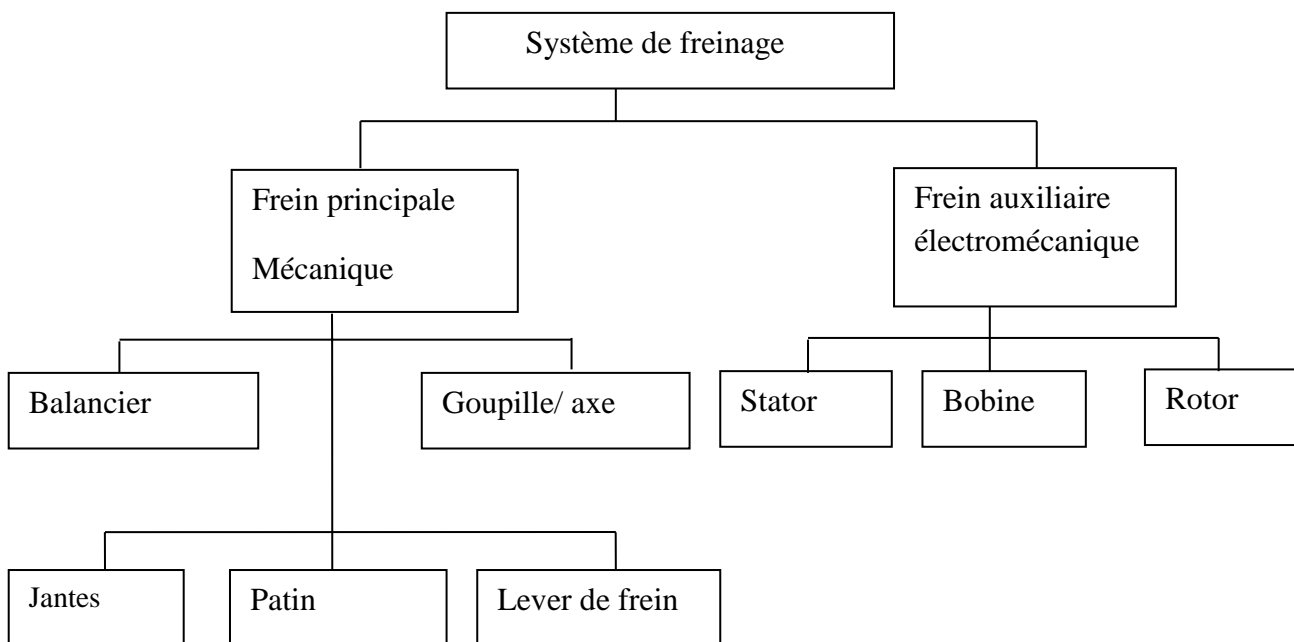 Système de freinage
Frein principale
Mécanique
Frein auxiliaire
électromécanique
Balancier
Goupille/ axe
Stator
Bobine
Rotor
Jantes
Patin
Lever de frein